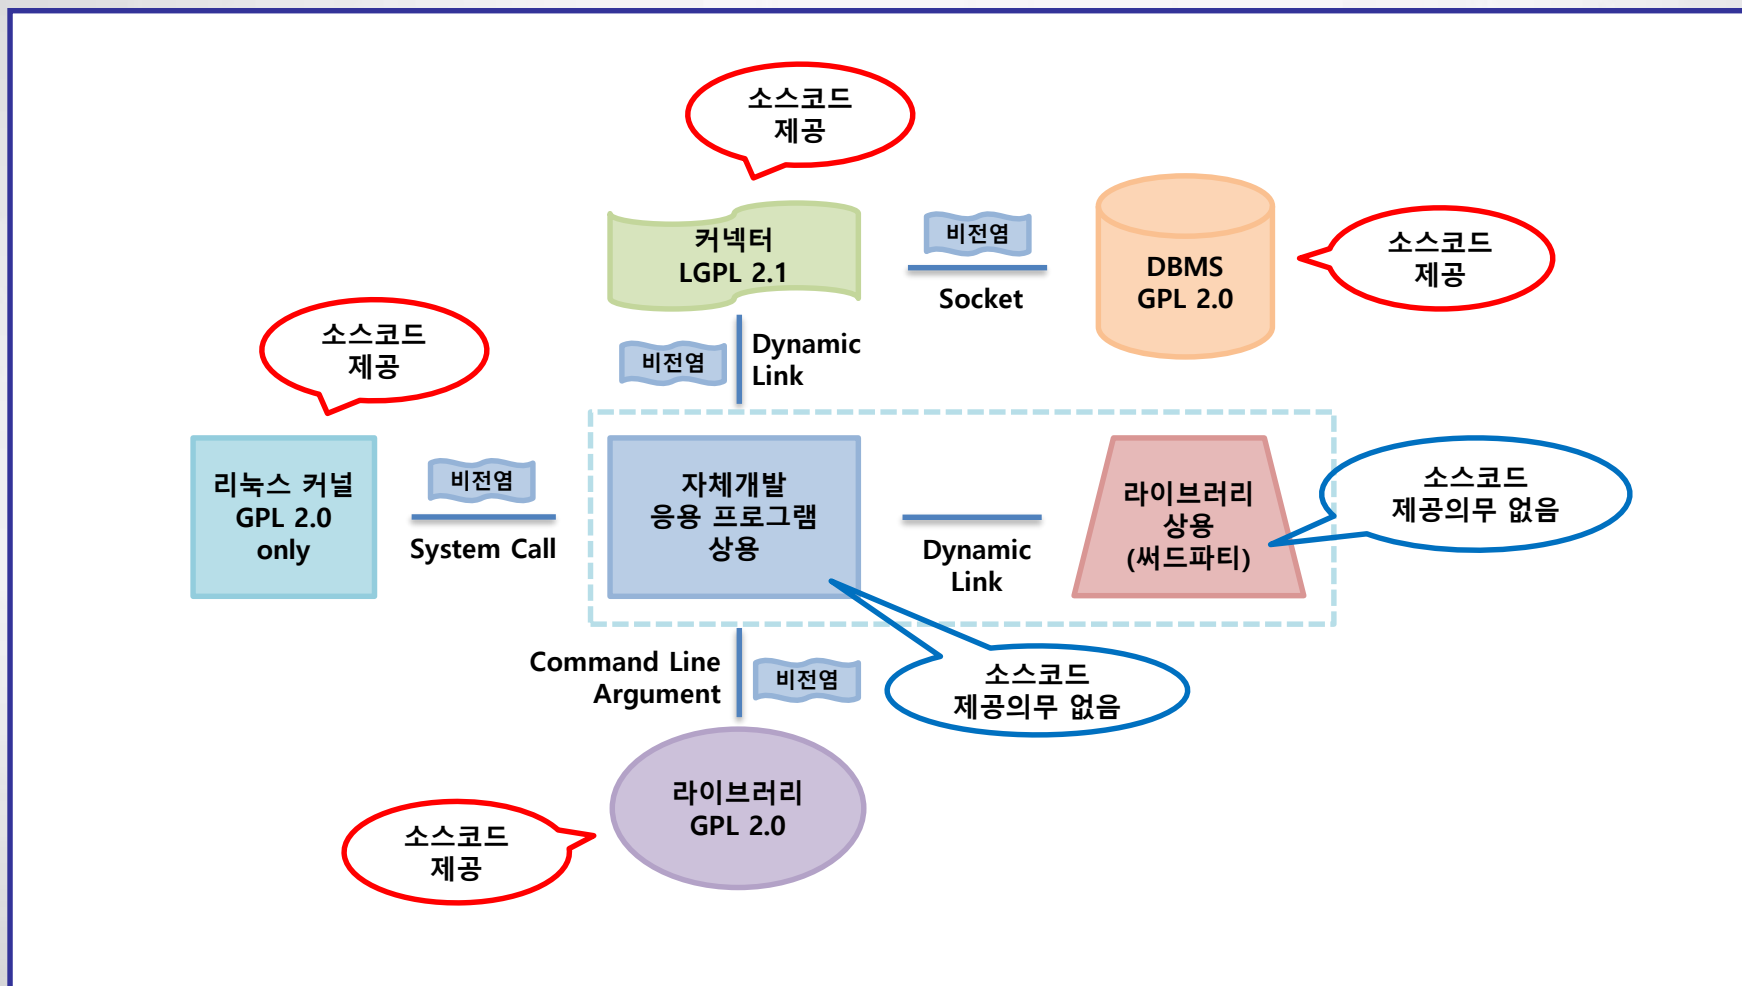 소스코드
제공
커넥터
LGPL 2.1
비전염
Socket
DBMS
GPL 2.0
소스코드
제공
소스코드
제공
비전염
Dynamic
Link
리눅스 커널
GPL 2.0
only
비전염
System Call
자체개발
응용 프로그램
상용
Dynamic
Link
라이브러리
상용
(써드파티)
소스코드
제공의무 없음
Command Line
Argument
비전염
소스코드
제공의무 없음
라이브러리
GPL 2.0
소스코드
제공